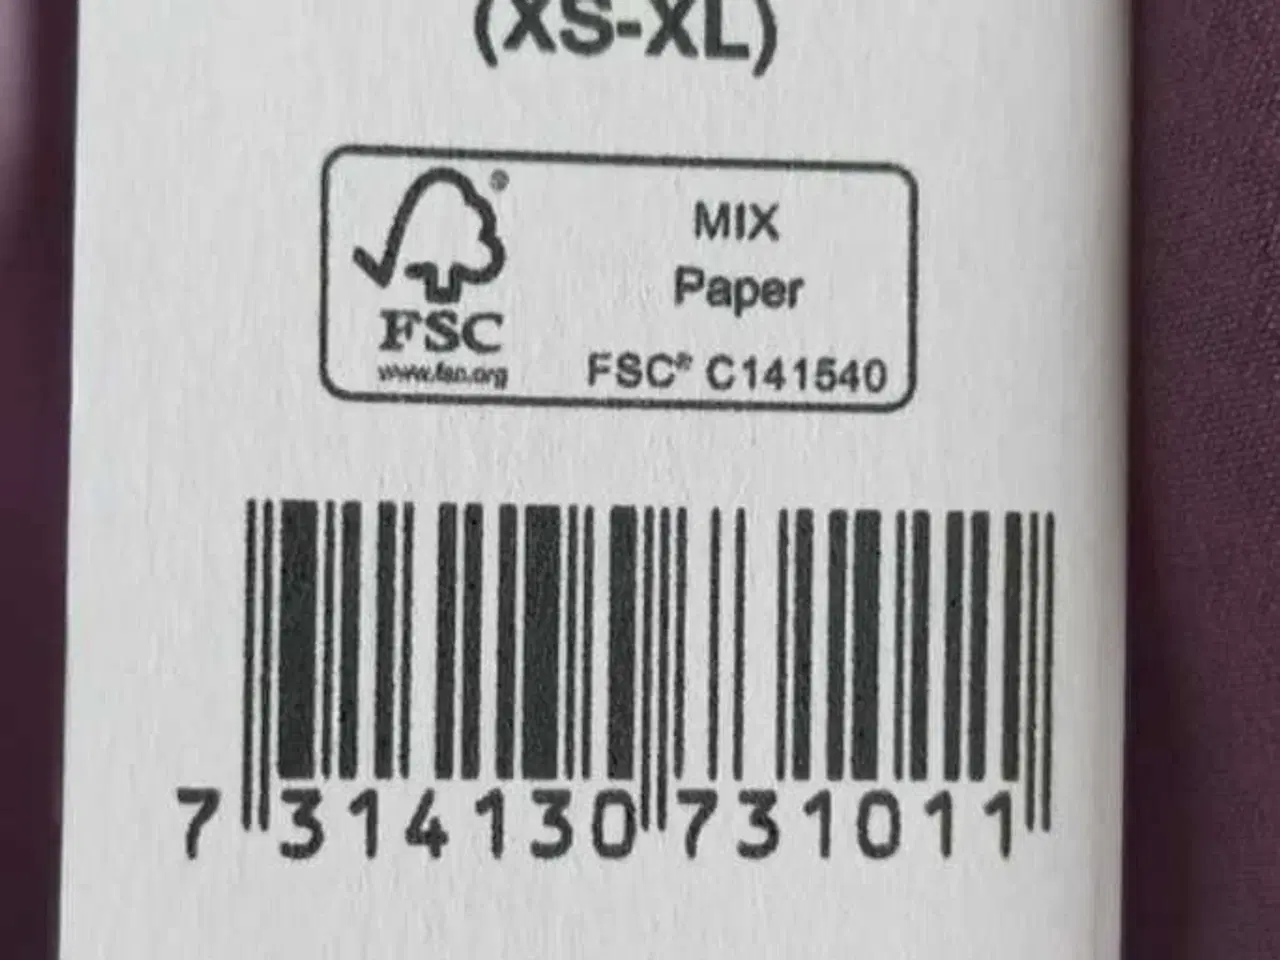 (XS-XL)
®
MIX
Paper
FSC
www.fsc.org
FSC® C141540
7 314130 731011